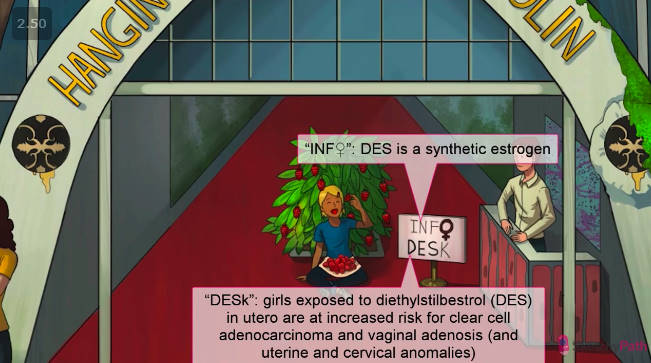 2.50
HANGIN
OLIN
"INF♀": DES is a synthetic estrogen
INF♀
DESK
"DESk": girls exposed to diethylstilbestrol (DES)
in utero are at increased risk for clear cell
adenocarcinoma and vaginal adenosis (and
uterine and cervical anomalies)
Path